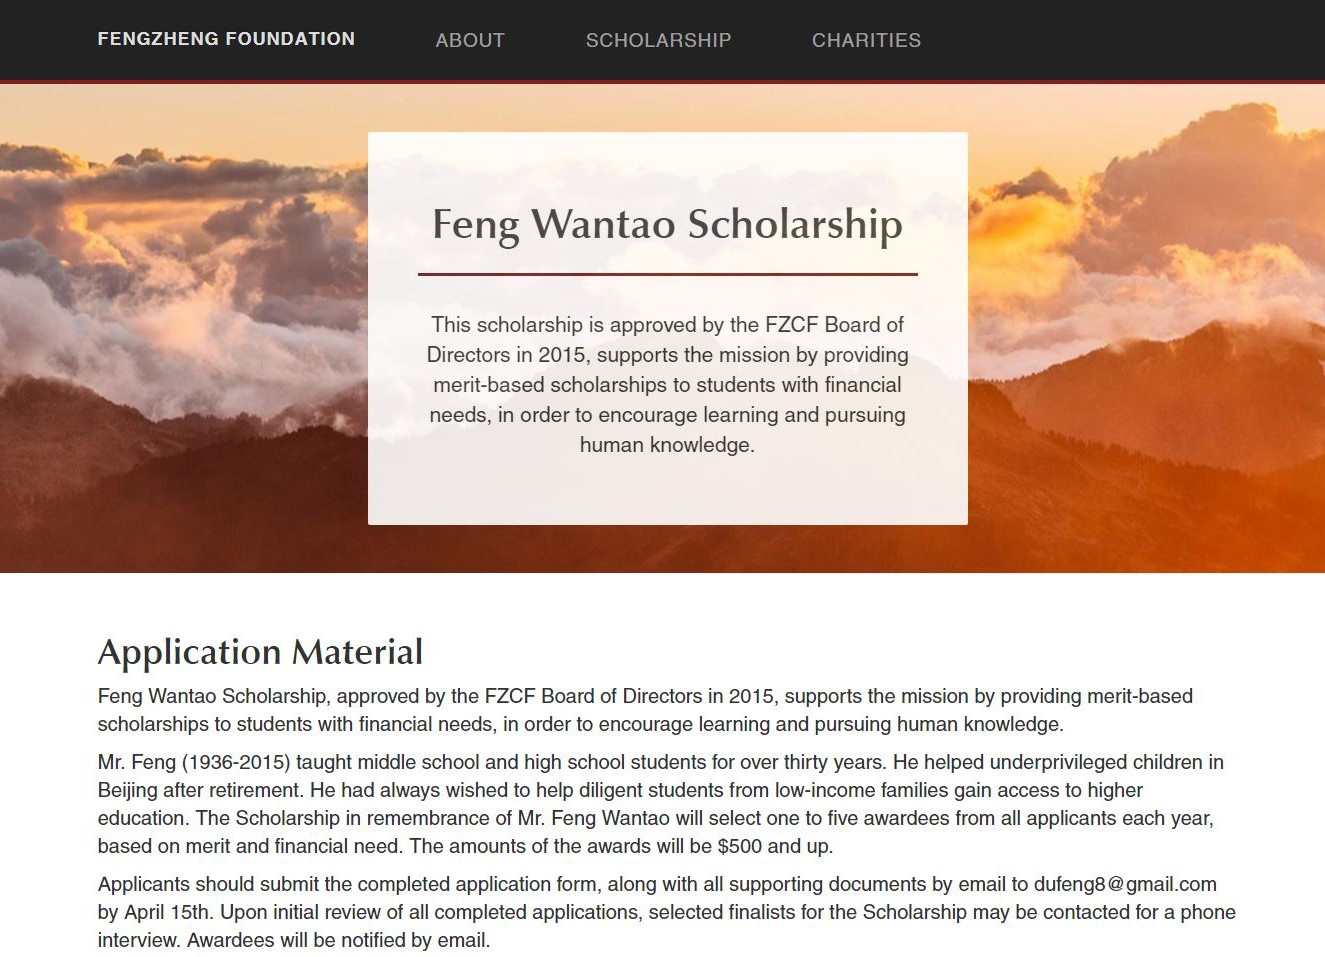 FENGZHENG FOUNDATION ABOUT SCHOLARSHIP CHARITIES
Feng Wantao Scholarship
This scholarship is approved by the FZCF Board of
Directors in 2015, supports the mission by providing
merit-based scholarships to students with financial
needs, in order to encourage learning and pursuing
human knowledge.
Application Material
Feng Wantao Scholarship, approved by the FZCF Board of Directors in 2015, supports the mission by providing merit-based
scholarships to students with financial needs, in order to encourage learning and pursuing human knowledge.
Mr. Feng (1936-2015) taught middle school and high school students for over thirty years. He helped underprivileged children in
Beijing after retirement. He had always wished to help diligent students from low-income families gain access to higher
education. The Scholarship in remembrance of Mr. Feng Wantao will select one to five awardees from all applicants each year,
based on merit and financial need. The amounts of the awards will be $500 and up.
Applicants should submit the completed application form, along with all supporting documents by email to dufeng8@gmail.com
by April 15th. Upon initial review of all completed applications, selected finalists for the Scholarship may be contacted for a phone
interview. Awardees will be notified by email.